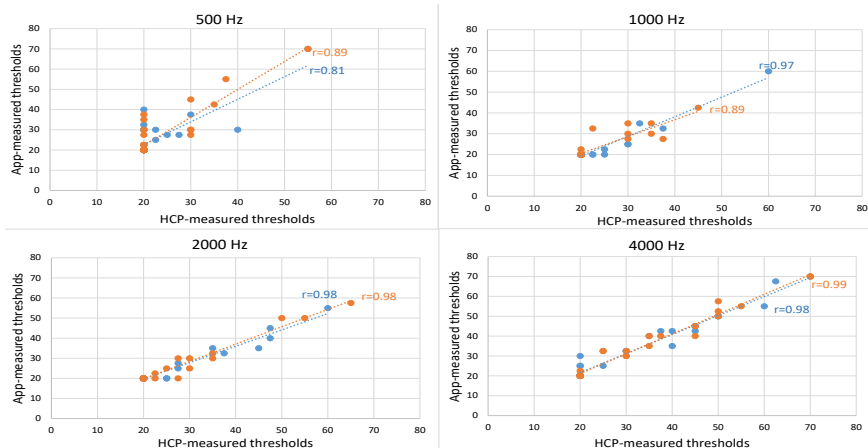 500 Hz
App-measured thresholds
80
70
60
50
40
30
20
10
0
r=0.89
r=0.81
0 10 20 30 40 50 60 70 80
HCP-measured thresholds
1000 Hz
App-measured thresholds
80
70
60
50
40
30
20
10
0
r=0.97
r=0.89
0 10 20 30 40 50 60 70 80
HCP-measured thresholds
2000 Hz
App-measured thresholds
80
70
60
50
40
30
20
10
0
r=0.98
r=0.98
0 10 20 30 40 50 60 70 80
HCP-measured thresholds
4000 Hz
App-measured thresholds
80
70
60
50
40
30
20
10
0
r=0.99
r=0.98
0 10 20 30 40 50 60 70 80
HCP-measured thresholds